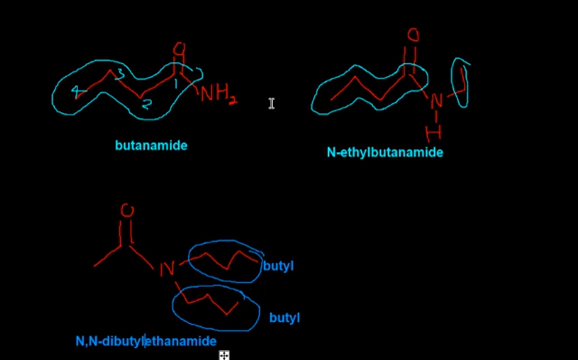 O
O
3
4
1
2
NH2
N
H
butanamide
N-ethylbutanamide
O
N
butyl
butyl
N,N-dibutylethanamide